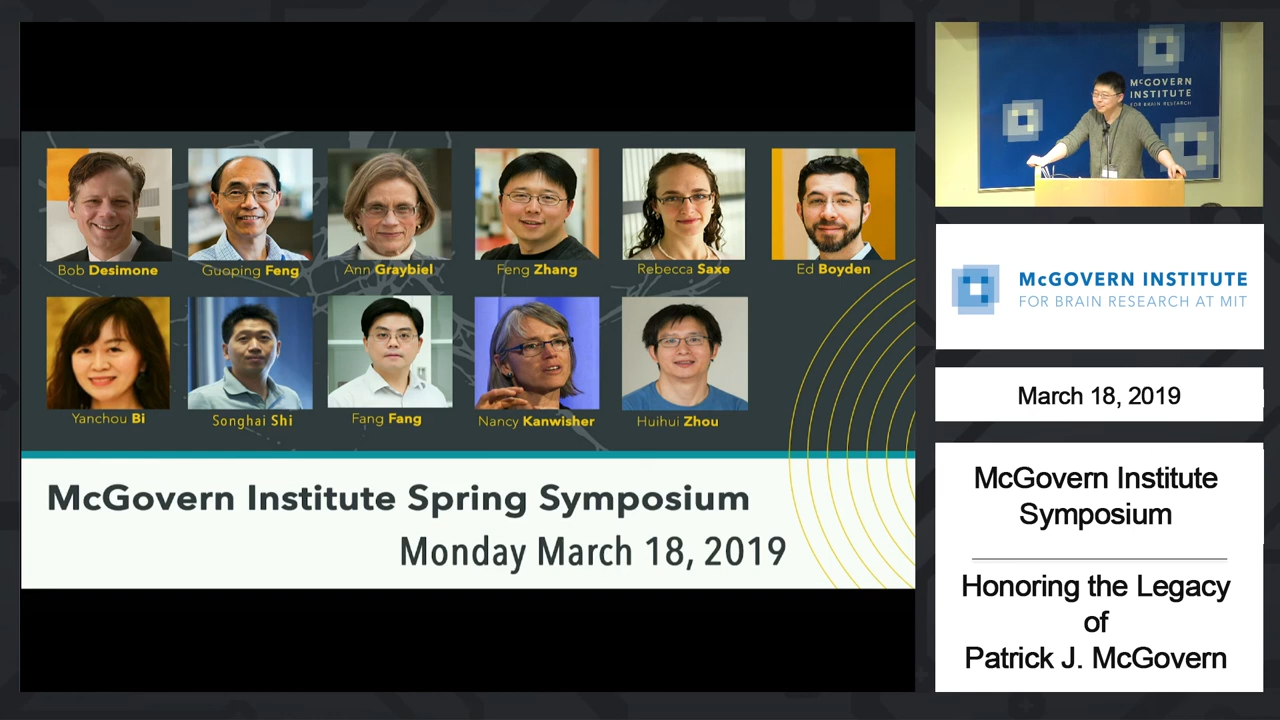 Bob Desimone
Guoping Feng
Ann Graybiel
Feng Zhang
Rebecca Saxe
Ed Boyden
Yanchou Bi
Songhai Shi
Fang Fang
Nancy Kanwisher
Huihui Zhou
McGovern Institute Spring Symposium
Monday March 18, 2019
McGOVERN
INSTITUTE
FOR BRAIN RESEARCH
McGOVERN INSTITUTE
FOR BRAIN RESEARCH AT MIT
March 18, 2019
McGovern Institute
Symposium
Honoring the Legacy
of
Patrick J. McGovern